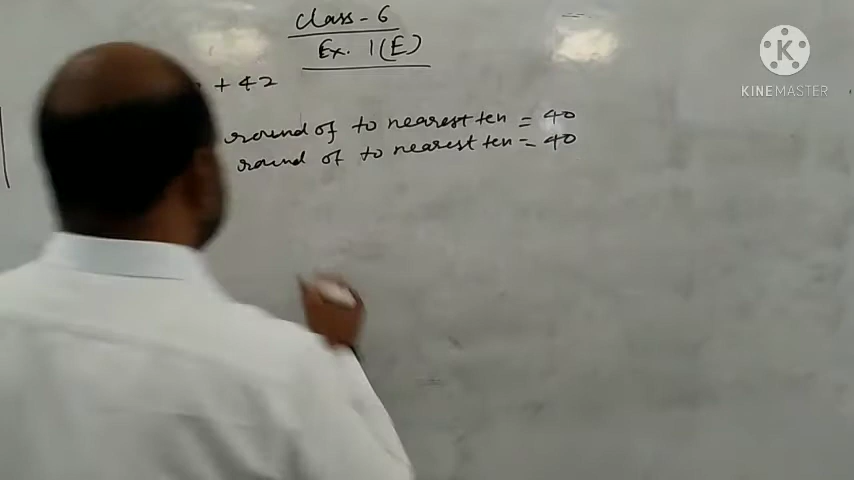 Class - 6
Ex. 1(E)
+ 42
round of to nearest ten = 40
round of to nearest ten = 40
K
KINEMASTER